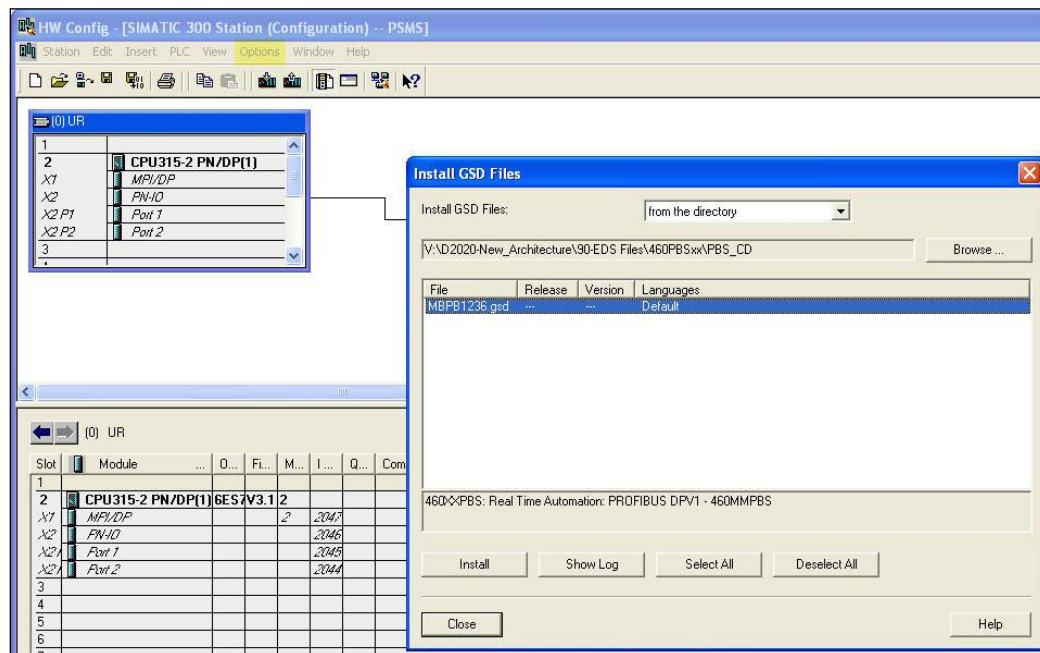 HW Config - [SIMATIC 300 Station (Configuration) -- PSMS]
Station Edit Insert PLC View Options Window Help
(0) UR
1
2 CPU315-2 PN/DP(1)
X1 MPI/DP
X2 PN-IO
X2 P1 Port 1
X2 P2 Port 2
3
Install GSD Files
Install GSD Files: from the directory
V:\D2020-New_Architecture\90-EDS Files\460PBSxx\PBS_CD Browse ...
File Release Version Languages
MBPB1236.gsd --- --- Default
460XXPBS: Real Time Automation: PROFIBUS DPV1 - 460MMPBS
Install Show Log Select All Deselect All
Close Help
(0) UR
Slot Module ... O... Fi... M... I ... Q... Com
1
2 CPU315-2 PN/DP(1) 6ES7 V3.1 2
X1 MPI/DP 2 2047
X2 PN-IO 2046
X2 Port 1 2045
X2 Port 2 2044
3
4
5
6